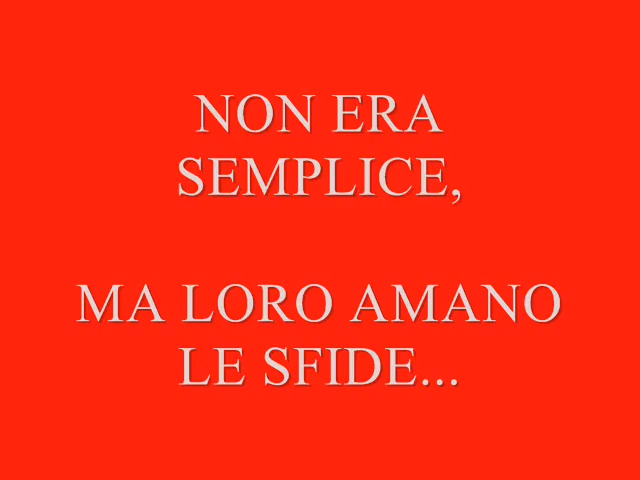 NON ERA
SEMPLICE,
MA LORO AMANO
LE SFIDE...